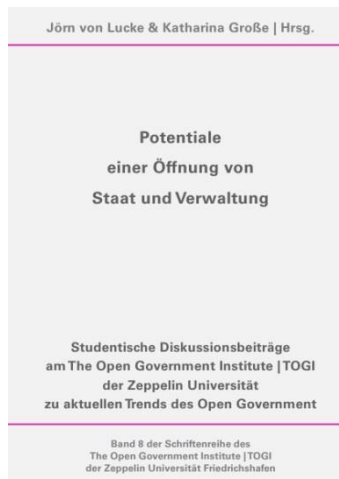 Jörn von Lucke & Katharina Große | Hrsg.
Potentiale
einer Öffnung von
Staat und Verwaltung
Studentische Diskussionsbeiträge
am The Open Government Institute | TOGI
der Zeppelin Universität
zu aktuellen Trends des Open Government
Band 8 der Schriftenreihe des
The Open Government Institute | TOGI
der Zeppelin Universität Friedrichshafen